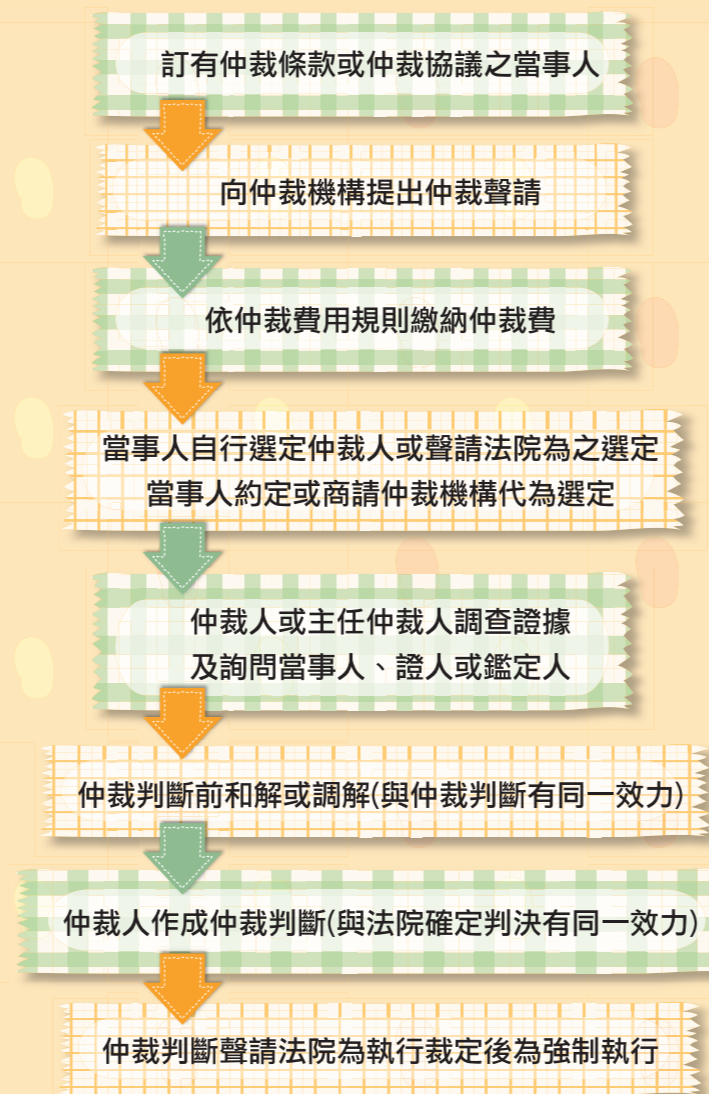 訂有仲裁條款或仲裁協議之當事人
向仲裁機構提出仲裁聲請
依仲裁費用規則繳納仲裁費
當事人自行選定仲裁人或聲請法院為之選定
當事人約定或商請仲裁機構代為選定
仲裁人或主任仲裁人調查證據
及詢問當事人、證人或鑑定人
仲裁判斷前和解或調解(與仲裁判斷有同一效力)
仲裁人作成仲裁判斷(與法院確定判決有同一效力)
仲裁判斷聲請法院為執行裁定後為強制執行